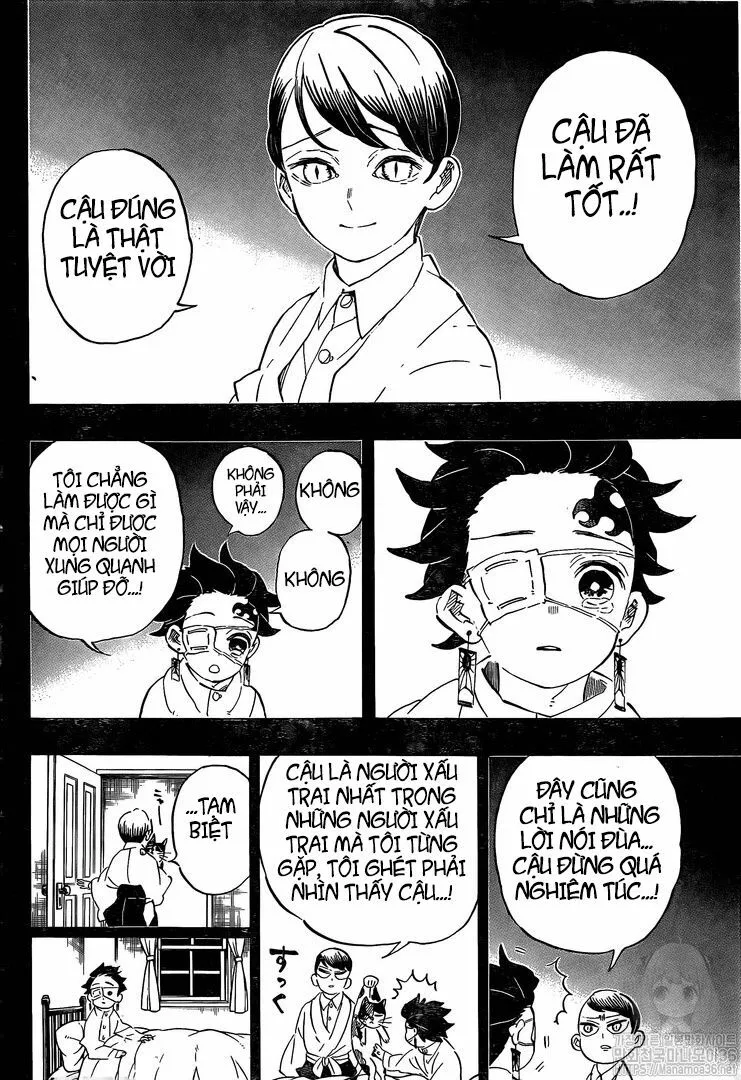 CẬU ĐÃ
LÀM RẤT
TỐT..!
CẬU ĐÚNG
LÀ THẬT
TUYỆT VỜI
KHÔNG
KHÔNG
KHÔNG
PHẢI
VẬY...
TÔI CHẲNG
LÀM ĐƯỢC GÌ
MÀ CHỈ ĐƯỢC
MỌI NGƯỜI
XUNG QUANH
GIÚP ĐỠ...!
ĐÂY CŨNG
CHỈ LÀ NHỮNG
LỜI NÓI ĐÙA...
CẬU ĐỪNG QUÁ
NGHIÊM TÚC...!
CẬU LÀ NGƯỜI XẤU
TRAI NHẤT TRONG
NHỮNG NGƯỜI XẤU
TRAI MÀ TÔI TỪNG
GẶP, TÔI GHÉT PHẢI
NHÌN THẤY CẬU...!
すっく
...TẠM
BIỆT